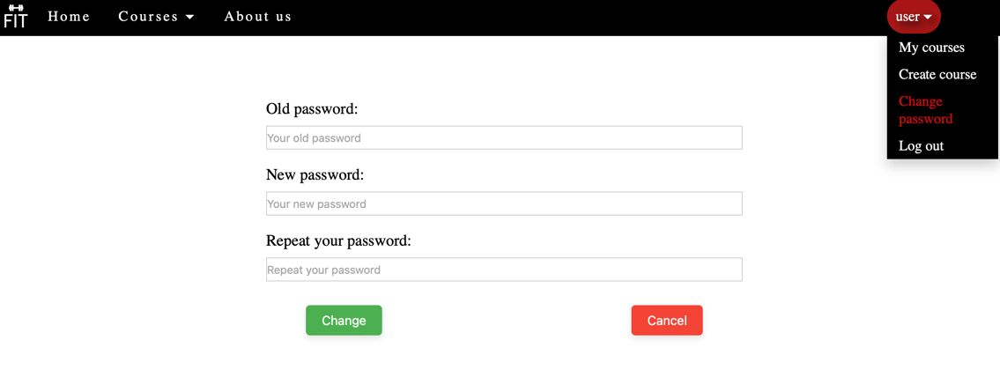 FIT
Home
Courses
About us
user
My courses
Create course
Change
password
Log out
Old password:
Your old password
New password:
Your new password
Repeat your password:
Repeat your password
Change
Cancel